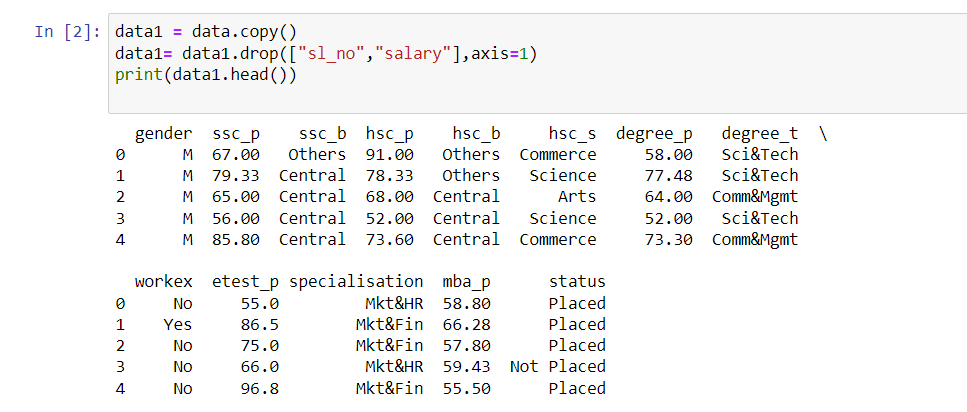 In [2]: data1 = data.copy()
data1= data1.drop(["sl_no","salary"],axis=1)
print(data1.head())
gender ssc_p ssc_b hsc_p hsc_b hsc_s degree_p degree_t \
0 M 67.00 Others 91.00 Others Commerce 58.00 Sci&Tech
1 M 79.33 Central 78.33 Others Science 77.48 Sci&Tech
2 M 65.00 Central 68.00 Central Arts 64.00 Comm&Mgmt
3 M 56.00 Central 52.00 Central Science 52.00 Sci&Tech
4 M 85.80 Central 73.60 Central Commerce 73.30 Comm&Mgmt
workex etest_p specialisation mba_p status
0 No 55.0 Mkt&HR 58.80 Placed
1 Yes 86.5 Mkt&Fin 66.28 Placed
2 No 75.0 Mkt&Fin 57.80 Placed
3 No 66.0 Mkt&HR 59.43 Not Placed
4 No 96.8 Mkt&Fin 55.50 Placed